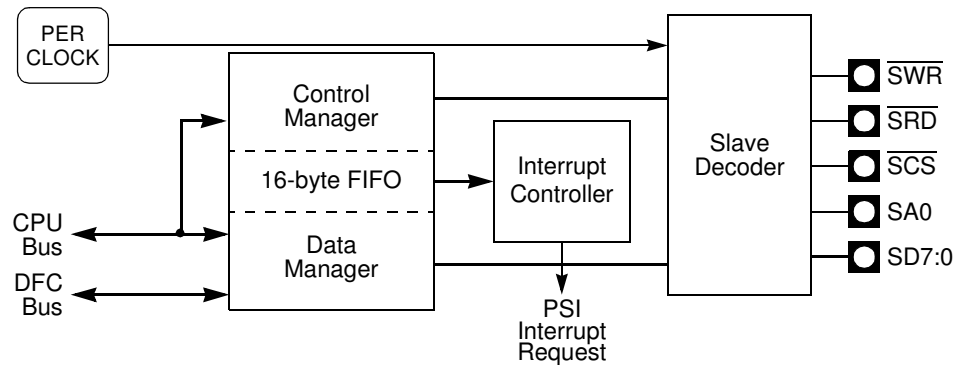 PER
CLOCK
Control
Manager
16-byte FIFO
Data
Manager
CPU
Bus
DFC
Bus
Interrupt
Controller
PSI
Interrupt
Request
Slave
Decoder
SWR
SRD
SCS
SA0
SD7:0